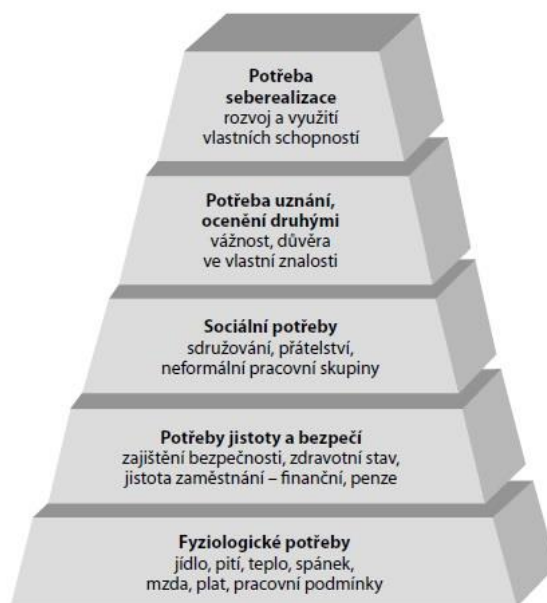 Potřeba
seberealizace
rozvoj a využití
vlastních schopností
Potřeba uznání,
ocenění druhými
vážnost, důvěra
ve vlastní znalosti
Sociální potřeby
sdružování, přátelství,
neformální pracovní skupiny
Potřeby jistoty a bezpečí
zajištění bezpečnosti, zdravotní stav,
jistota zaměstnání – finanční, penze
Fyziologické potřeby
jídlo, pití, teplo, spánek,
mzda, plat, pracovní podmínky